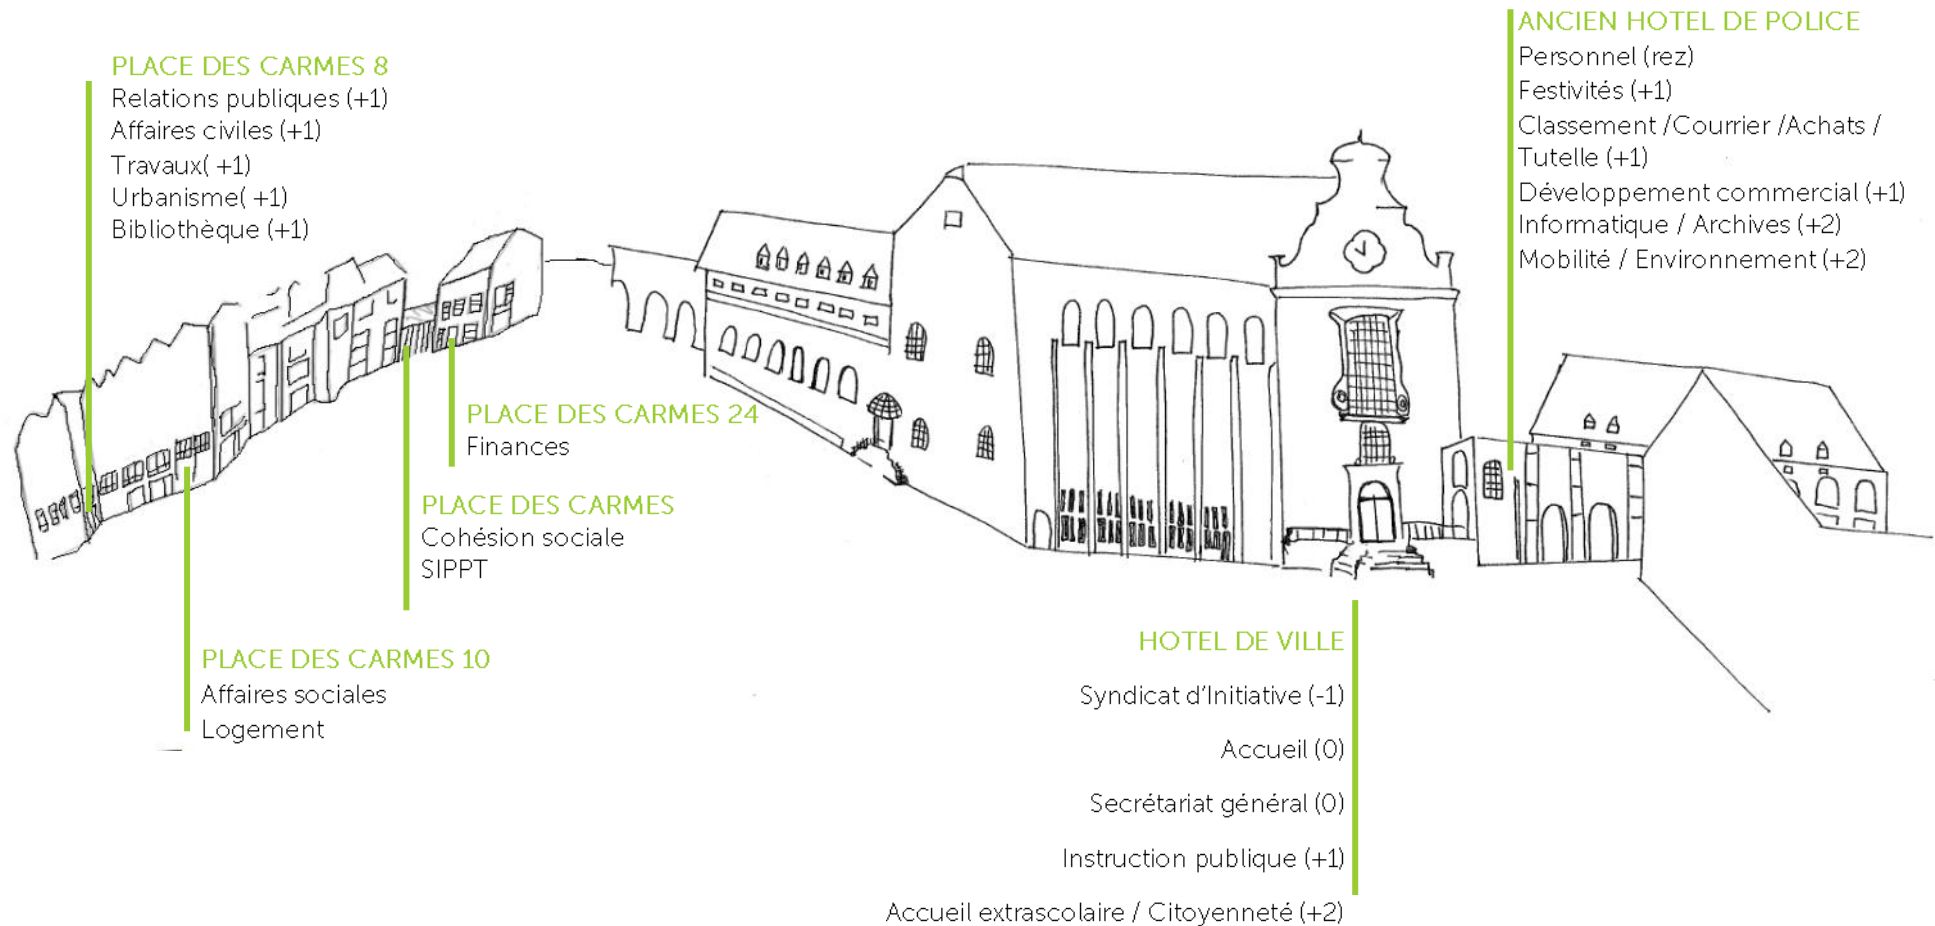 PLACE DES CARMES 8
Relations publiques (+1)
Affaires civiles (+1)
Travaux( +1)
Urbanisme( +1)
Bibliothèque (+1)
ANCIEN HOTEL DE POLICE
Personnel (rez)
Festivités (+1)
Classement /Courrier /Achats /
Tutelle (+1)
Développement commercial (+1)
Informatique / Archives (+2)
Mobilité / Environnement (+2)
PLACE DES CARMES 24
Finances
PLACE DES CARMES
Cohésion sociale
SIPPT
PLACE DES CARMES 10
Affaires sociales
Logement
HOTEL DE VILLE
Syndicat d'Initiative (-1)
Accueil (0)
Secrétariat général (0)
Instruction publique (+1)
Accueil extrascolaire / Citoyenneté (+2)